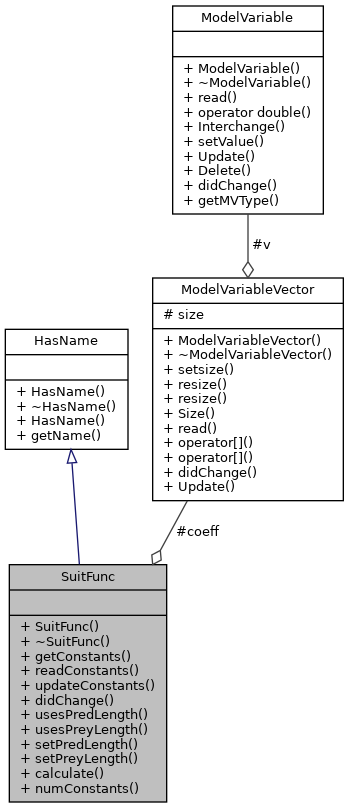 ModelVariable
+ ModelVariable()
+ ~ModelVariable()
+ read()
+ operator double()
+ Interchange()
+ setValue()
+ Update()
+ Delete()
+ didChange()
+ getMVType()
#v
ModelVariableVector
# size
+ ModelVariableVector()
+ ~ModelVariableVector()
+ setsize()
+ resize()
+ resize()
+ Size()
+ read()
+ operator[]()
+ operator[]()
+ didChange()
+ Update()
HasName
+ HasName()
+ ~HasName()
+ HasName()
+ getName()
#coeff
SuitFunc
+ SuitFunc()
+ ~SuitFunc()
+ getConstants()
+ readConstants()
+ updateConstants()
+ didChange()
+ usesPredLength()
+ usesPreyLength()
+ setPredLength()
+ setPreyLength()
+ calculate()
+ numConstants()